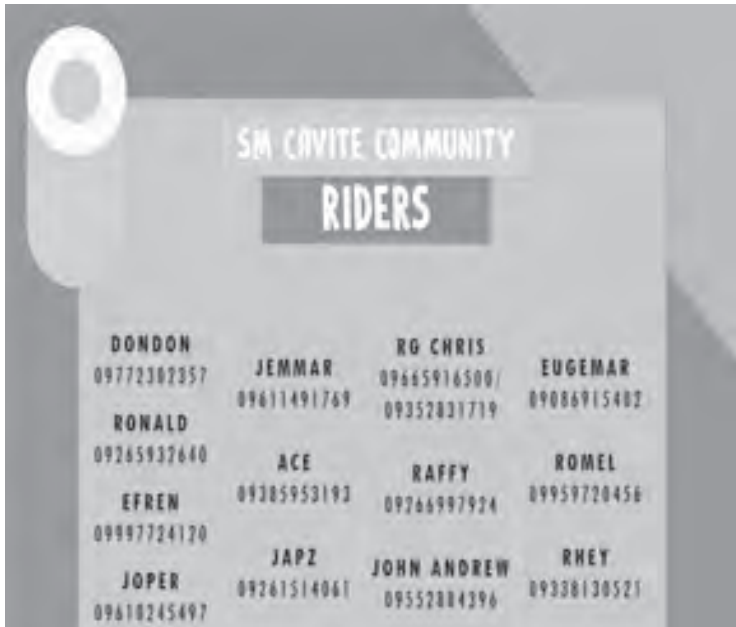 SM CAVITE COMMUNITY
RIDERS
DONDON
09772302357
RONALD
09265932640
EFREN
09997724120
JOPER
09610245497
JEMMAR
09611491769
ACE
09385953193
JAPZ
09261514061
RG CHRIS
09665916500/
09352831719
RAFFY
09266997924
JOHN ANDREW
09552884396
EUGEMAR
09086915402
ROMEL
09959720456
RHEY
09338130521